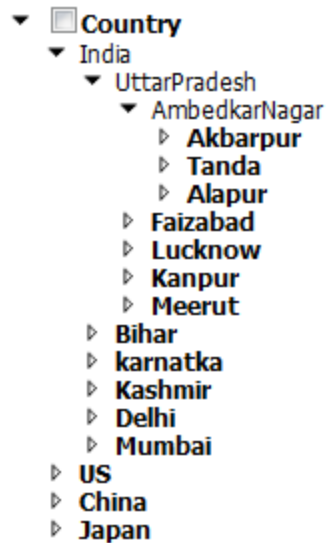 Country
India
UttarPradesh
AmbedkarNagar
Akbarpur
Tanda
Alapur
Faizabad
Lucknow
Kanpur
Meerut
Bihar
karnatka
Kashmir
Delhi
Mumbai
US
China
Japan